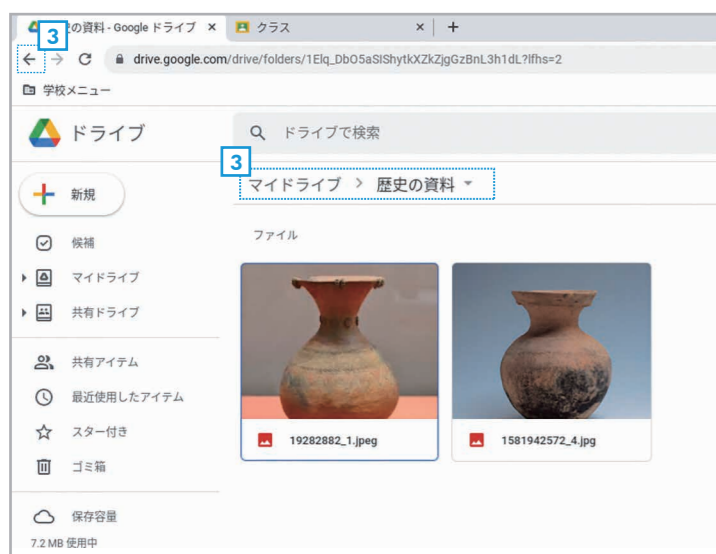 3
の資料 - Google ドライブ × クラス × +
drive.google.com/drive/folders/1Elq_DbO5aSIShytkXZkZjgGzBnL3h1dL?lfhs=2
学校メニュー
ドライブ
ドライブで検索
3
マイドライブ > 歴史の資料
新規
ファイル
候補
マイドライブ
共有ドライブ
共有アイテム
最近使用したアイテム
スター付き
ゴミ箱
19282882_1.jpeg
1581942572_4.jpg
保存容量
7.2 MB 使用中